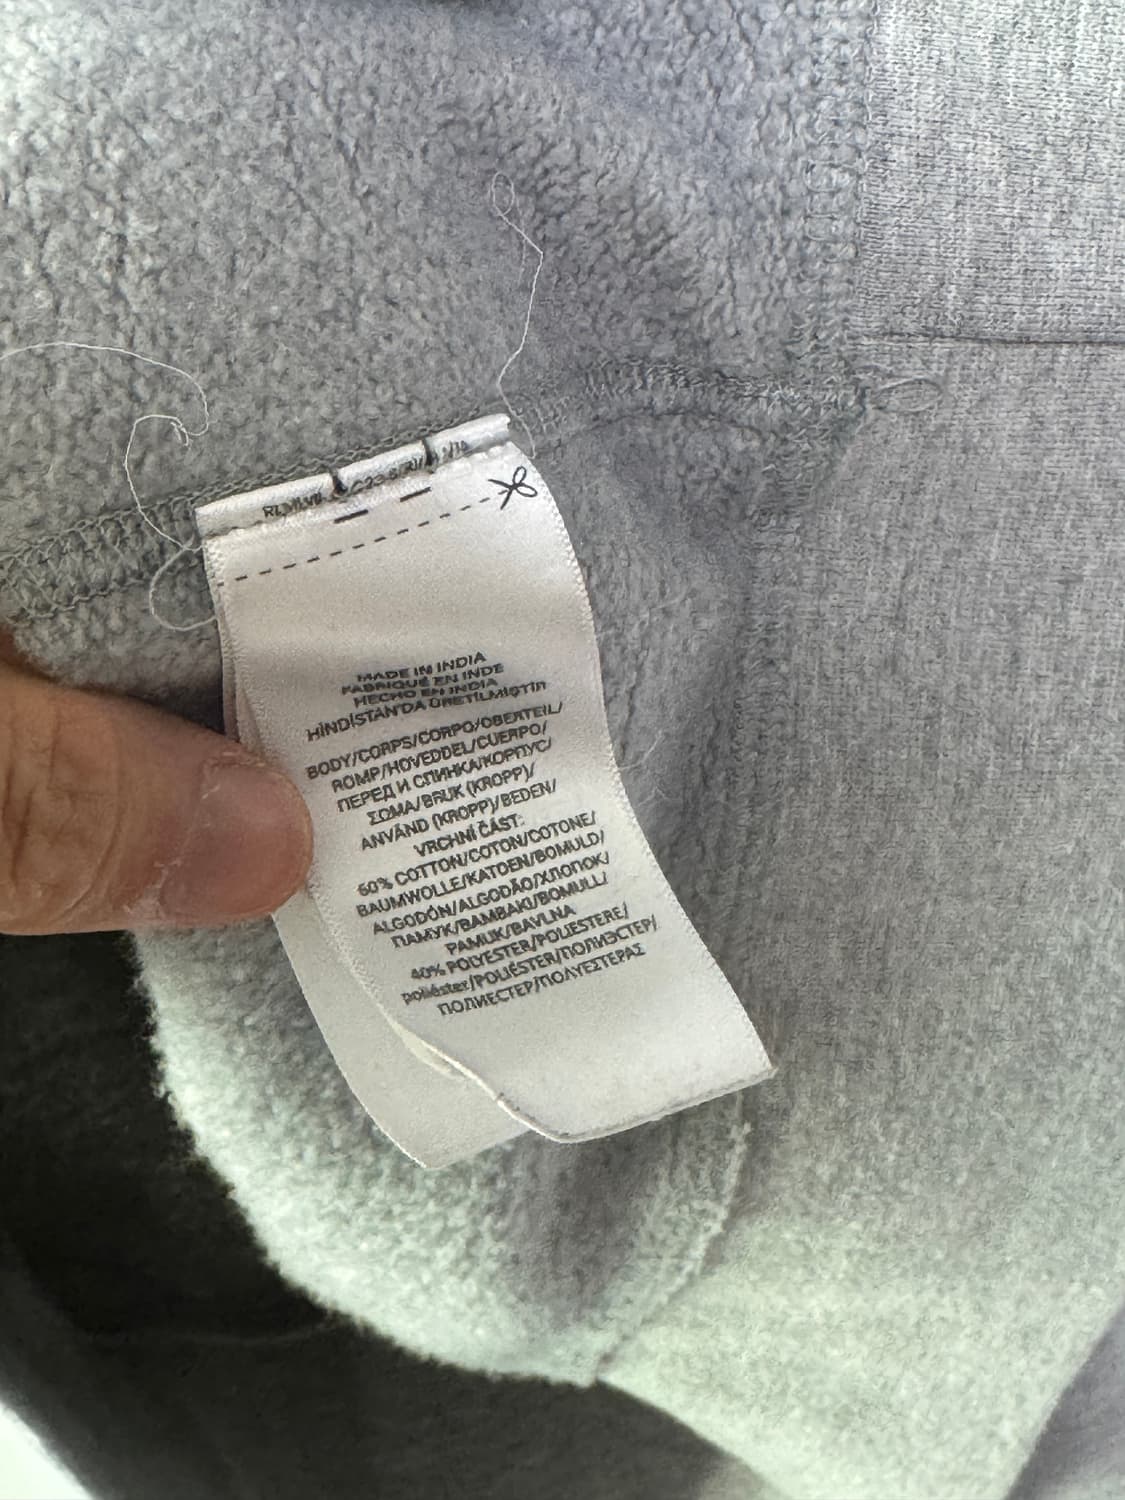 MADE IN INDIA
FABRIQUÉ EN INDE
HECHO EN INDIA
HİNDİSTAN'DA ÜRETİLMİŞTİR
BODY/CORPS/CORPO/OBERTEIL/
ROMP/HOVEDDEL/CUERPO/
ПЕРЕД И СПИНКА/КОРПУС/
ΣΩΜΑ/BRUK (KROPP)/
ANVÄND (KROPP)/BEDEN/
VRCHNÍ ČÁST:
60% COTTON/COTON/COTONE/
BAUMWOLLE/KATOEN/BOMULD/
ALGODÓN/ALGODÃO/ХЛОПОК/
ПАМУК/ΒΑΜΒΑΚΙ/BOMULL/
PAMUK/BAVLNA
40% POLYESTER/POLIESTERE/
poliéster/POLIÉSTER/ПОЛИЭСТЕР/
ПОЛИЕСТЕР/ΠΟΛΥΕΣΤΕΡΑΣ